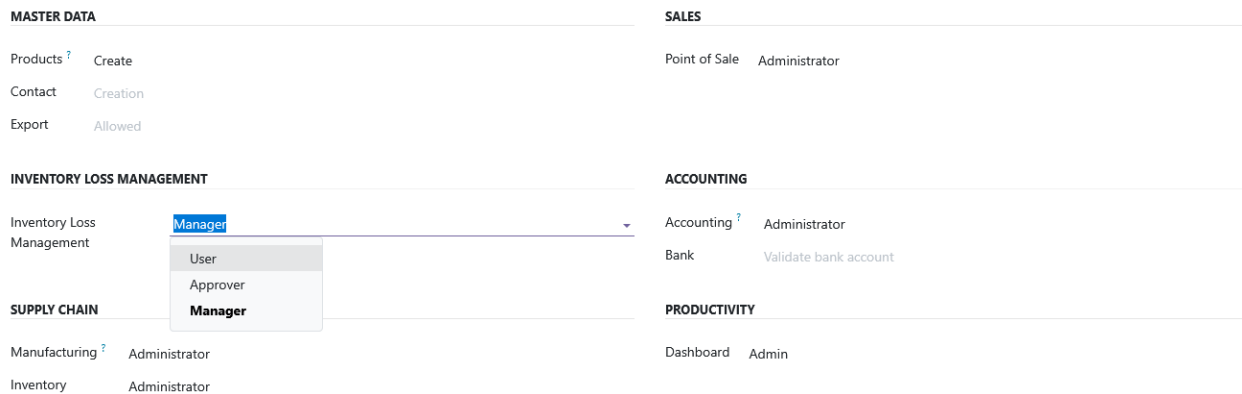 MASTER DATA
Products ? Create
Contact Creation
Export Allowed
SALES
Point of Sale Administrator
INVENTORY LOSS MANAGEMENT
Inventory Loss
Management
Manager
User
Approver
Manager
ACCOUNTING
Accounting ? Administrator
Bank Validate bank account
SUPPLY CHAIN
Manufacturing ? Administrator
Inventory Administrator
PRODUCTIVITY
Dashboard Admin